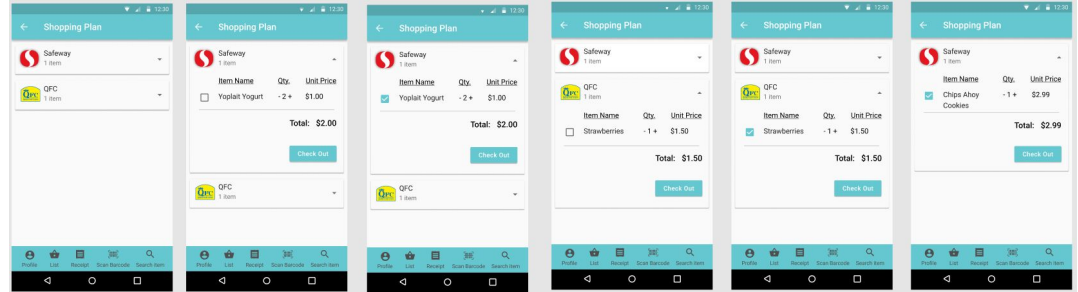 12:30
Shopping Plan
Safeway
1 item
QFC
1 item
Profile List Receipt Scan Barcode Search Item
12:30
Shopping Plan
Safeway
1 item
Item Name Qty. Unit Price
Yoplait Yogurt - 2 + $1.00
Total: $2.00
Check Out
QFC
QFC
1 item
Profile List Receipt Scan Barcode Search Item
12:30
Shopping Plan
Safeway
1 item
Item Name Qty. Unit Price
Yoplait Yogurt - 2 + $1.00
Total: $2.00
Check Out
QFC
QFC
1 item
Profile List Receipt Scan Barcode Search Item
12:30
Shopping Plan
Safeway
1 item
QFC
QFC
1 item
Item Name Qty. Unit Price
Strawberries - 1 + $1.50
Total: $1.50
Check Out
Profile List Receipt Scan Barcode Search Item
12:30
Shopping Plan
Safeway
1 item
QFC
QFC
1 item
Item Name Qty. Unit Price
Strawberries - 1 + $1.50
Total: $1.50
Check Out
Profile List Receipt Scan Barcode Search Item
12:30
Shopping Plan
Safeway
1 item
Item Name Qty. Unit Price
Chips Ahoy - 1 + $2.99
Cookies
Total: $2.99
Check Out
Profile List Receipt Scan Barcode Search Item